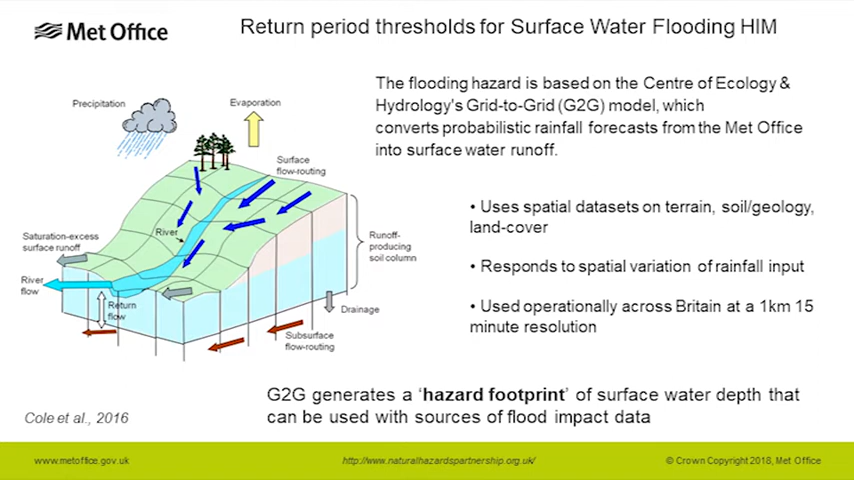 Met Office
Return period thresholds for Surface Water Flooding HIM
The flooding hazard is based on the Centre of Ecology &
Hydrology's Grid-to-Grid (G2G) model, which
converts probabilistic rainfall forecasts from the Met Office
into surface water runoff.
Precipitation
Evaporation
Surface
flow-routing
River
Saturation-excess
surface runoff
River
flow
Return
flow
Runoff-
producing
soil column
Drainage
Subsurface
flow-routing
• Uses spatial datasets on terrain, soil/geology,
land-cover
• Responds to spatial variation of rainfall input
• Used operationally across Britain at a 1km 15
minute resolution
G2G generates a ‘hazard footprint’ of surface water depth that
can be used with sources of flood impact data
Cole et al., 2016
www.metoffice.gov.uk
http://www.naturalhazardspartnership.org.uk/
© Crown Copyright 2018, Met Office